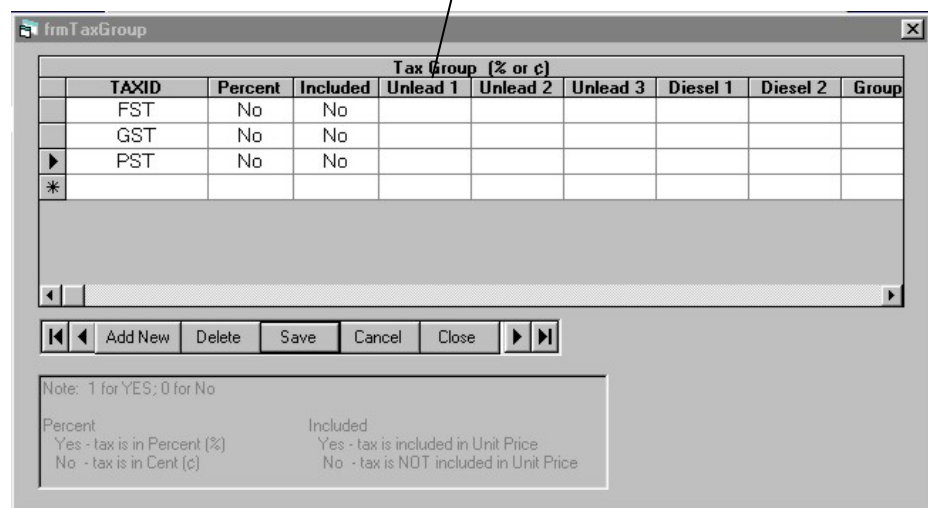 frmTaxGroup
Tax Group (% or ¢)
TAXID Percent Included Unlead 1 Unlead 2 Unlead 3 Diesel 1 Diesel 2 Group
FST No No
GST No No
PST No No
Add New Delete Save Cancel Close
Note: 1 for YES; 0 for No
Percent Included
Yes - tax is in Percent (%) Yes - tax is included in Unit Price
No - tax is in Cent (¢) No - tax is NOT included in Unit Price